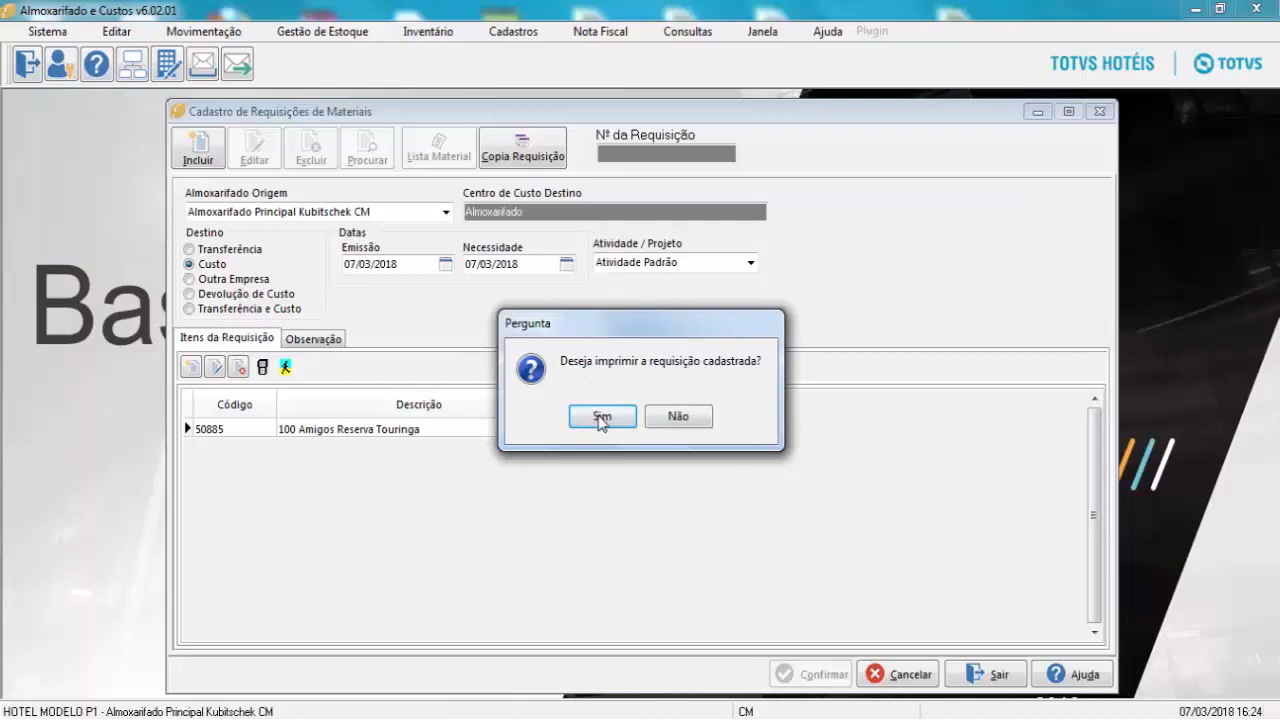 Almoxarifado e Custos v6.02.01
Sistema Editar Movimentação Gestão de Estoque Inventário Cadastros Nota Fiscal Consultas Janela Ajuda Plugin
TOTVS HOTÉIS TOTVS
Cadastro de Requisições de Materiais
Incluir Editar Excluir Procurar Lista Material Copia Requisição
Nº da Requisição
Almoxarifado Origem Centro de Custo Destino
Almoxarifado Principal Kubitschek CM Almoxarifado
Destino Datas
Transferência Emissão Necessidade Atividade / Projeto
Custo 07/03/2018 07/03/2018 Atividade Padrão
Outra Empresa
Devolução de Custo
Transferência e Custo
Bas
Itens da Requisição Observação
Pergunta
Deseja imprimir a requisição cadastrada?
Sim Não
Código Descrição
50885 100 Amigos Reserva Touringa
Confirmar Cancelar Sair Ajuda
HOTEL MODELO P1 - Almoxarifado Principal Kubitschek CM CM 07/03/2018 16:24